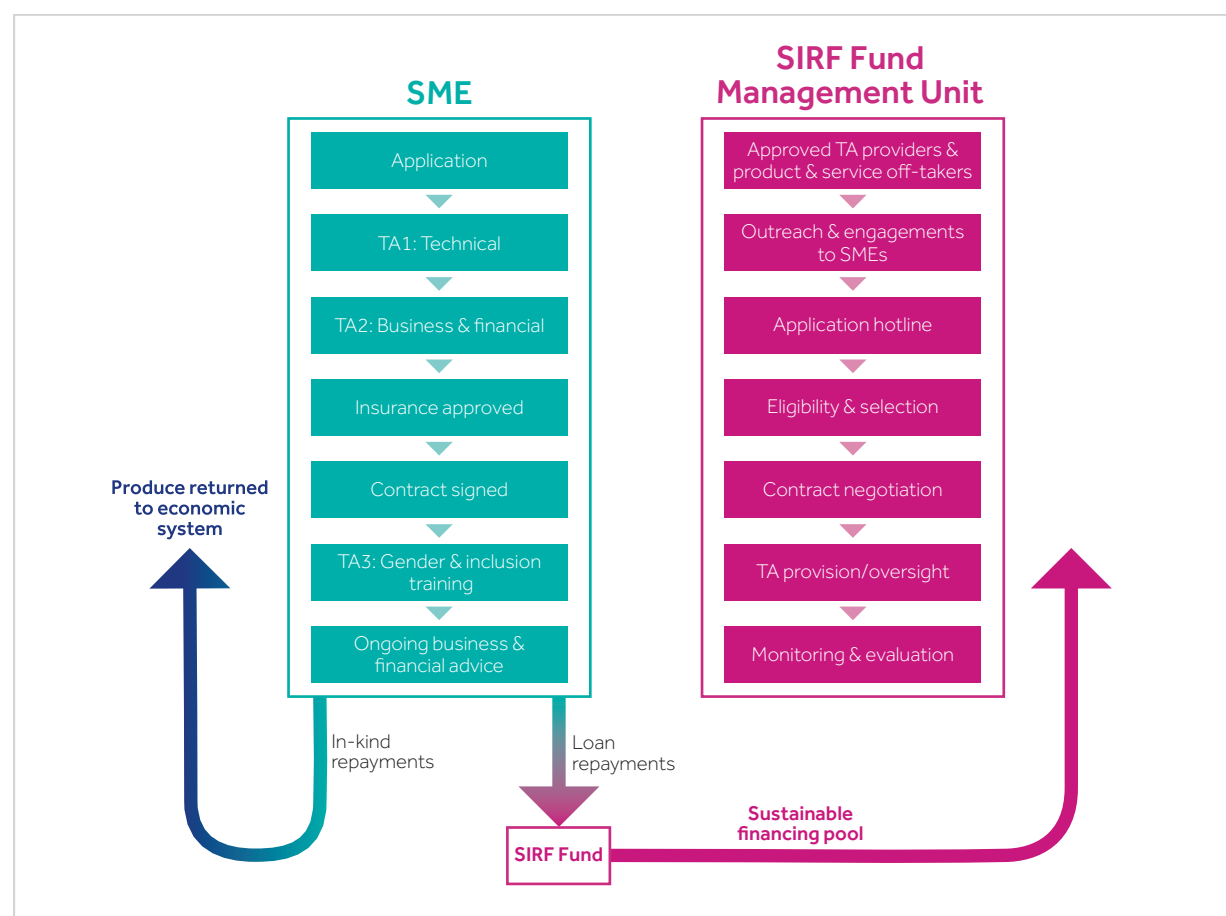 SME
Application
TA1: Technical
TA2: Business & financial
Insurance approved
Contract signed
TA3: Gender & inclusion
training
Ongoing business &
financial advice
SIRF Fund
Management Unit
Approved TA providers &
product & service off-takers
Outreach & engagements
to SMEs
Application hotline
Eligibility & selection
Contract negotiation
TA provision/oversight
Monitoring & evaluation
Produce returned
to economic
system
In-kind
repayments
Loan
repayments
SIRF Fund
Sustainable
financing pool